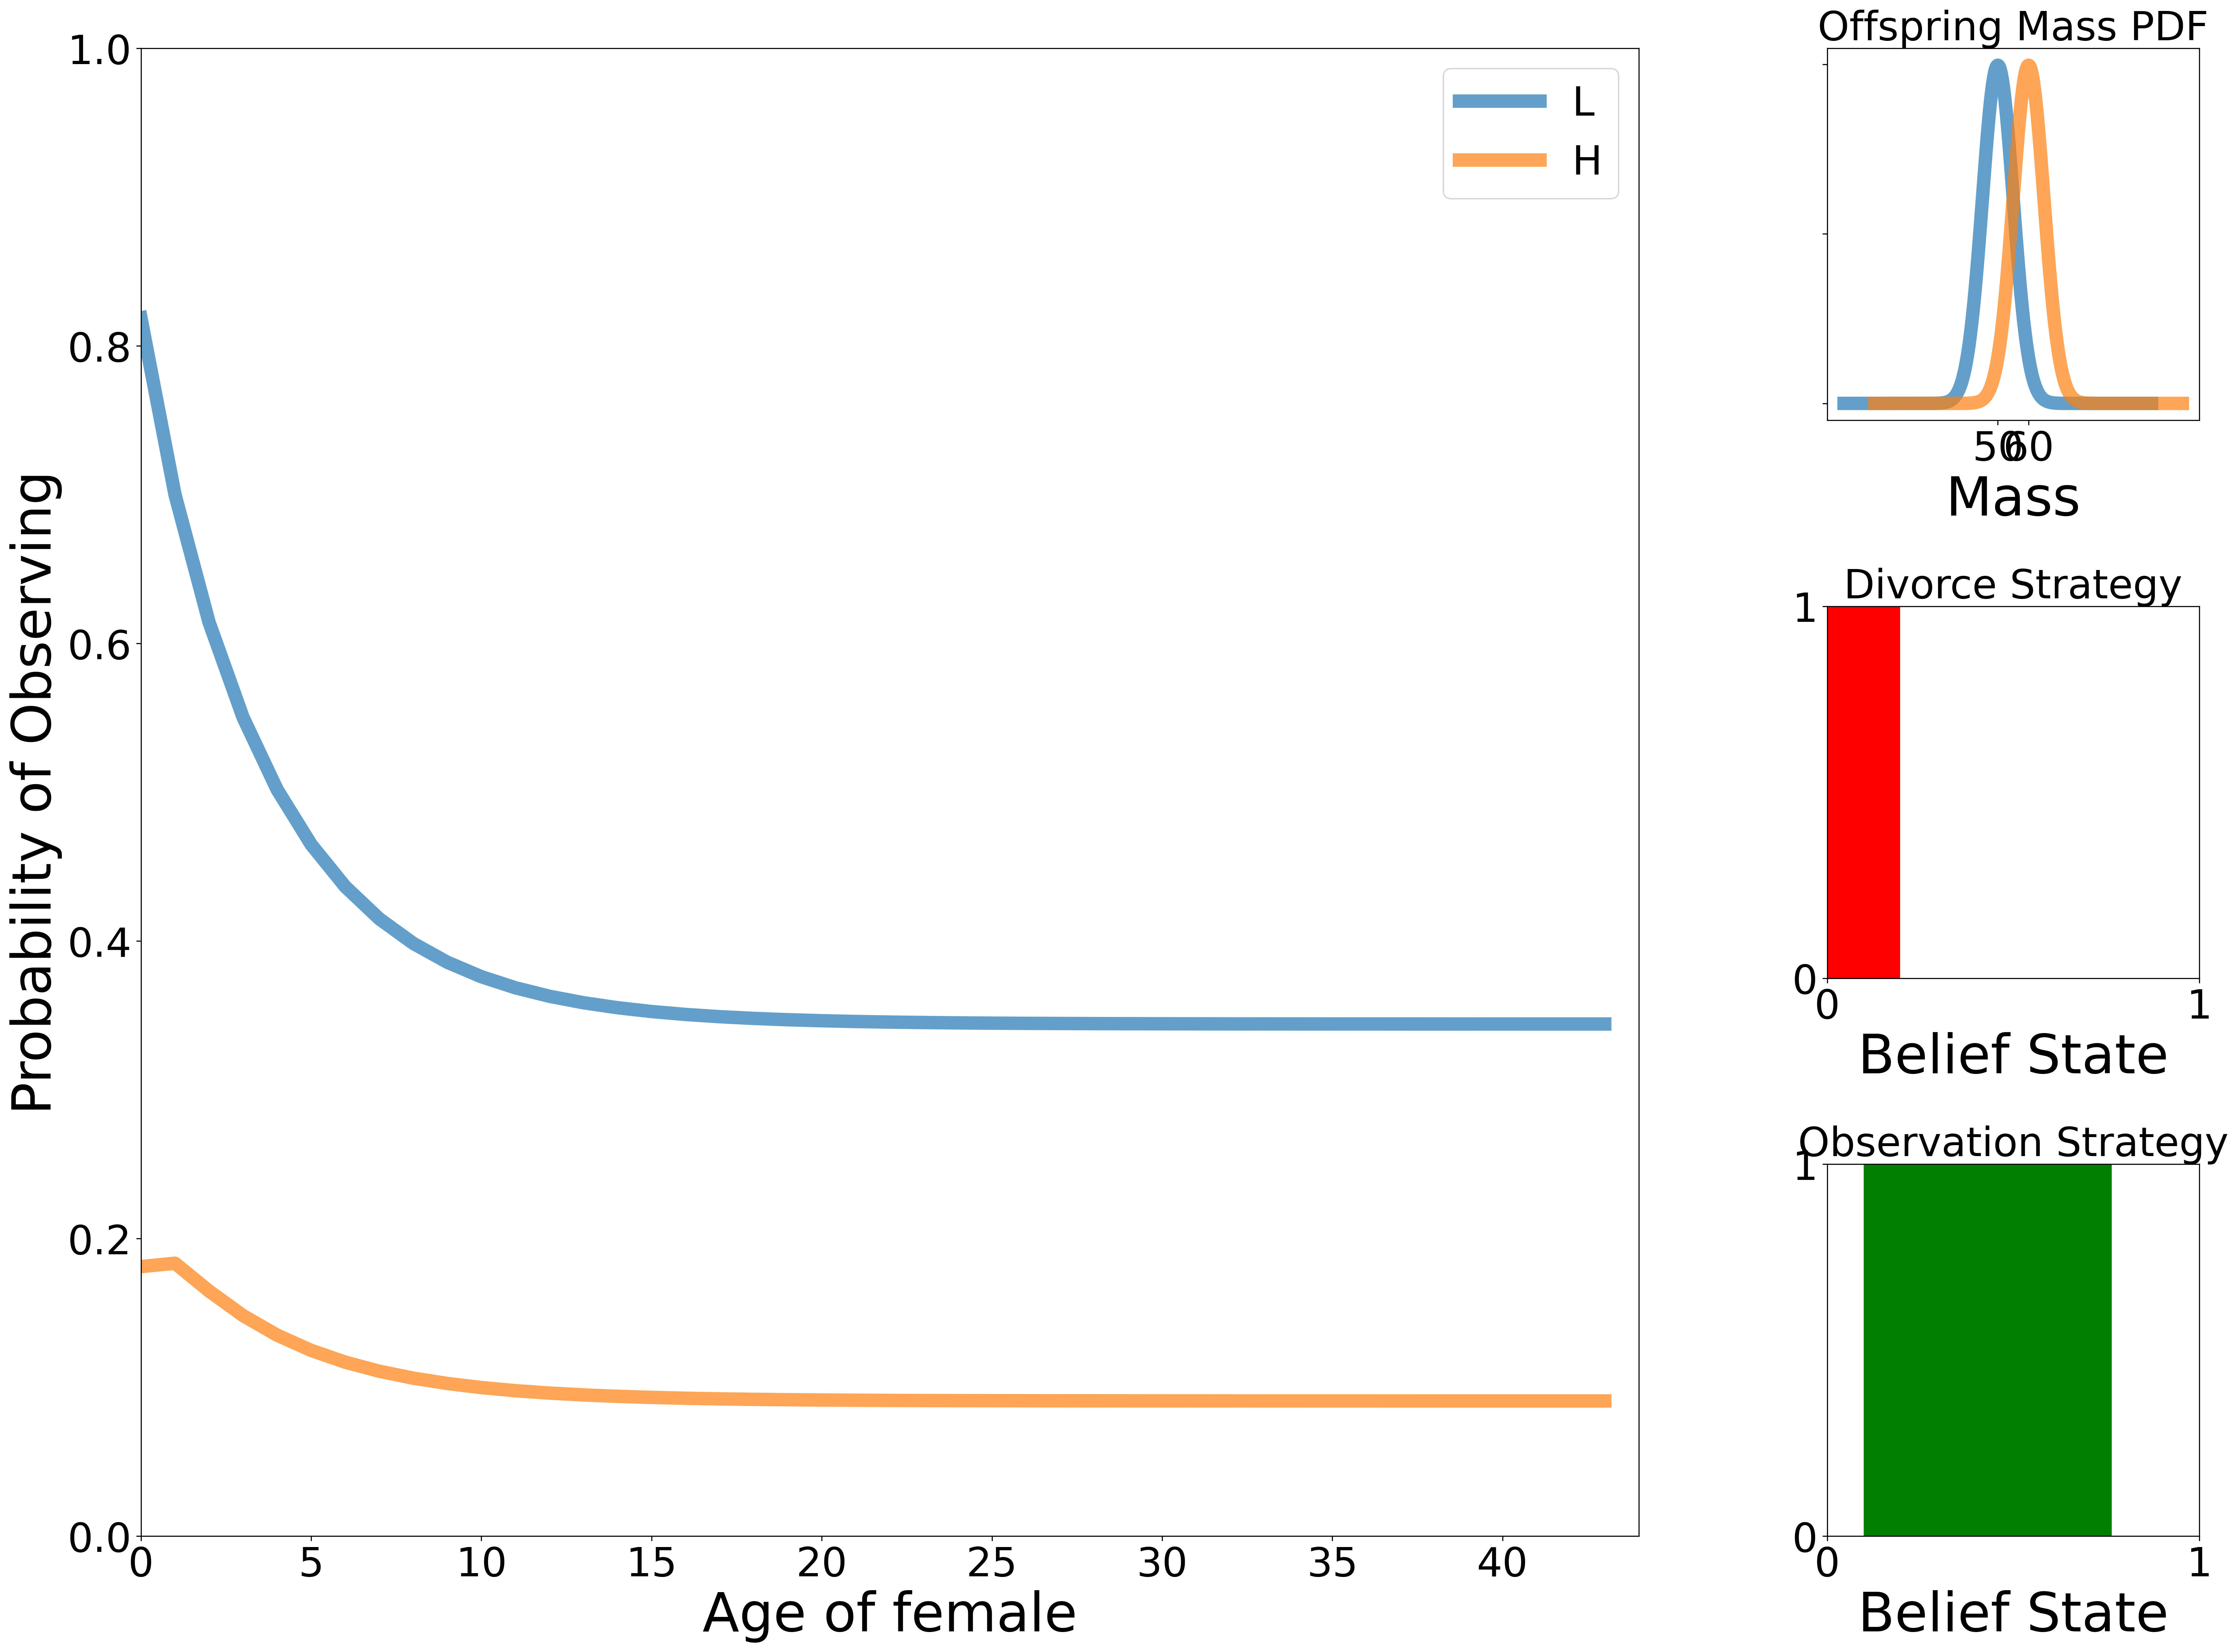 Probability of Observing
1.0
0.8
0.6
0.4
0.2
0.0
0 5 10 15 20 25 30 35 40
Age of female
L
H
Offspring Mass PDF
50 60
Mass
Divorce Strategy
1
0
0 1
Belief State
Observation Strategy
1
0
0 1
Belief State